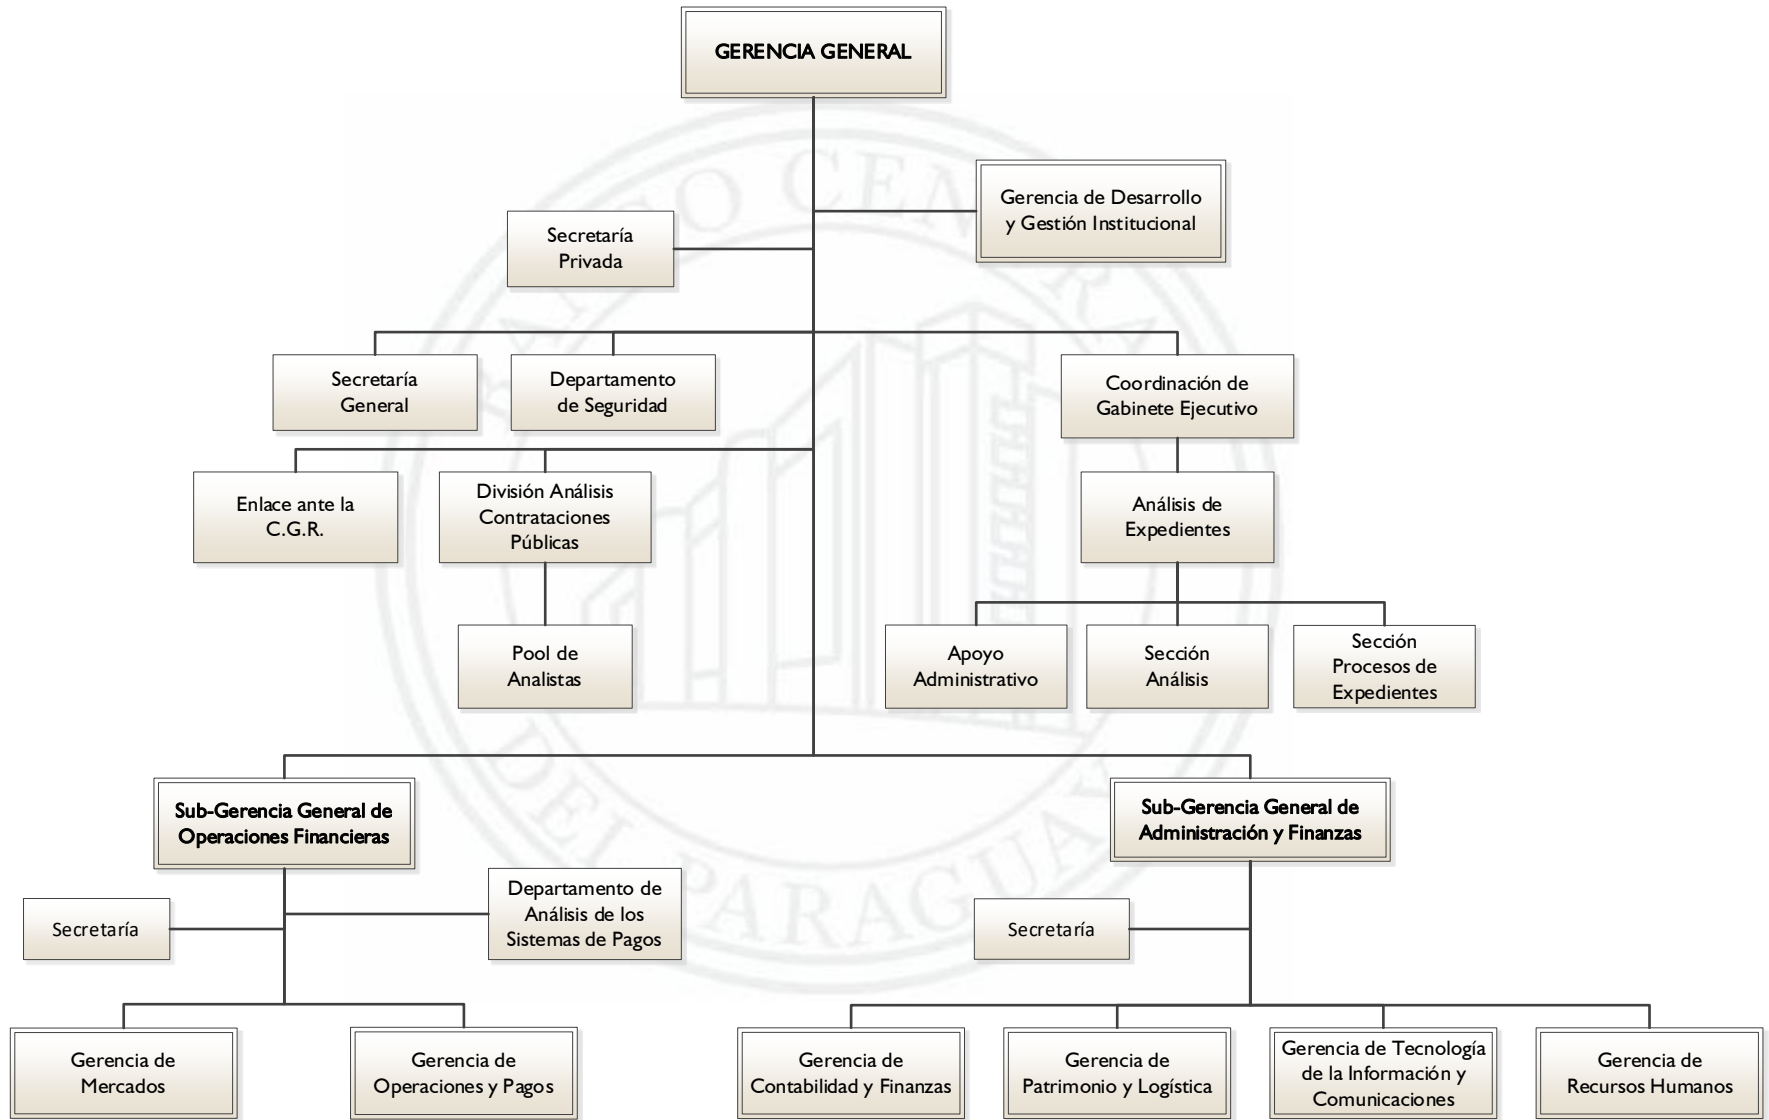 GERENCIA GENERAL
Gerencia de Desarrollo
y Gestión Institucional
Secretaría
Privada
Secretaría
General
Departamento
de Seguridad
Coordinación de
Gabinete Ejecutivo
Enlace ante la
C.G.R.
División Análisis
Contrataciones
Públicas
Análisis de
Expedientes
Pool de
Analistas
Apoyo
Administrativo
Sección
Análisis
Sección
Procesos de
Expedientes
Sub-Gerencia General de
Operaciones Financieras
Sub-Gerencia General de
Administración y Finanzas
Secretaría
Departamento de
Análisis de los
Sistemas de Pagos
Secretaría
Gerencia de
Mercados
Gerencia de
Operaciones y Pagos
Gerencia de
Contabilidad y Finanzas
Gerencia de
Patrimonio y Logística
Gerencia de Tecnología
de la Información y
Comunicaciones
Gerencia de
Recursos Humanos
BANCO CENTRAL
DEL PARAGUAY